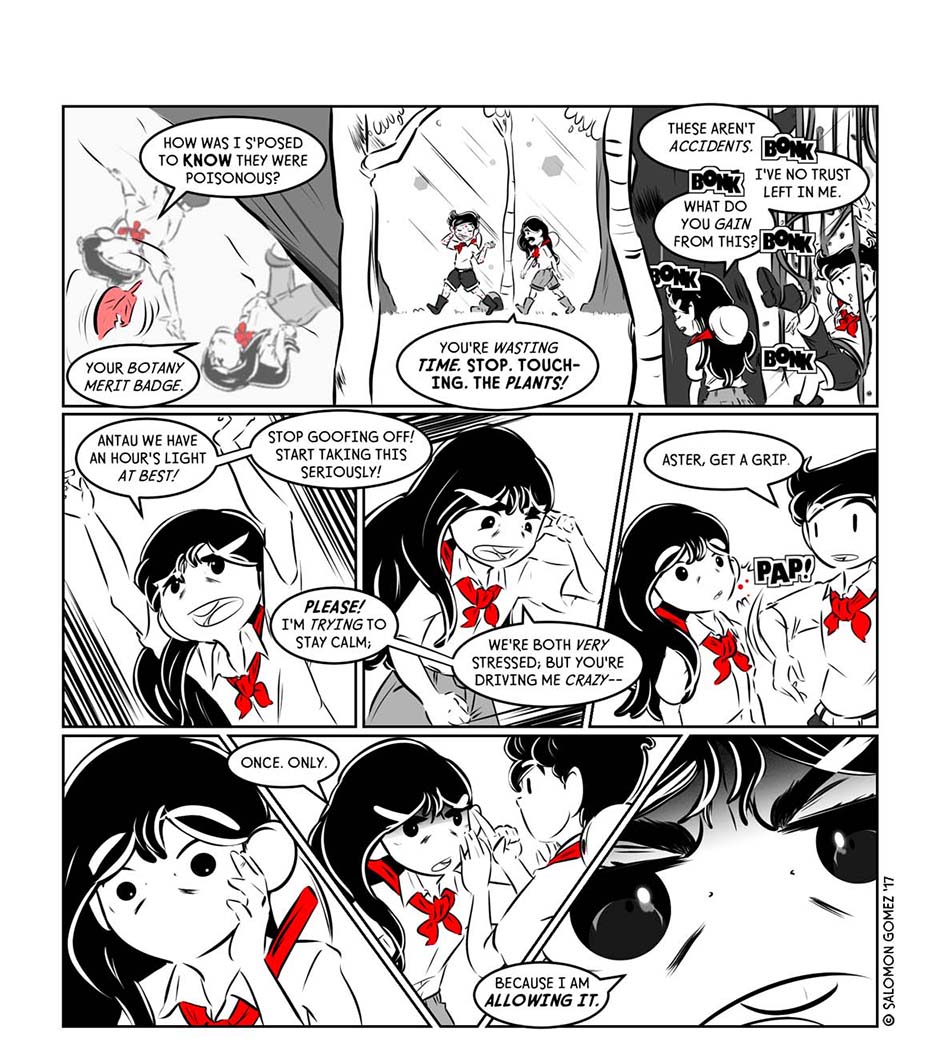 HOW WAS I S'POSED
TO KNOW THEY WERE
POISONOUS?
YOUR BOTANY
MERIT BADGE.
YOU'RE WASTING
TIME. STOP. TOUCH-
ING. THE PLANTS!
THESE AREN'T
ACCIDENTS.
BONK
I'VE NO TRUST
LEFT IN ME.
BONK
WHAT DO
YOU GAIN
FROM THIS?
BONK
BONK
BONK
ANTAU WE HAVE
AN HOUR'S LIGHT
AT BEST!
STOP GOOFING OFF!
START TAKING THIS
SERIOUSLY!
PLEASE!
I'M TRYING TO
STAY CALM;
WE'RE BOTH VERY
STRESSED; BUT YOU'RE
DRIVING ME CRAZY--
ASTER, GET A GRIP.
PAP!
ONCE. ONLY.
BECAUSE I AM
ALLOWING IT.
© SALOMON GOMEZ '17